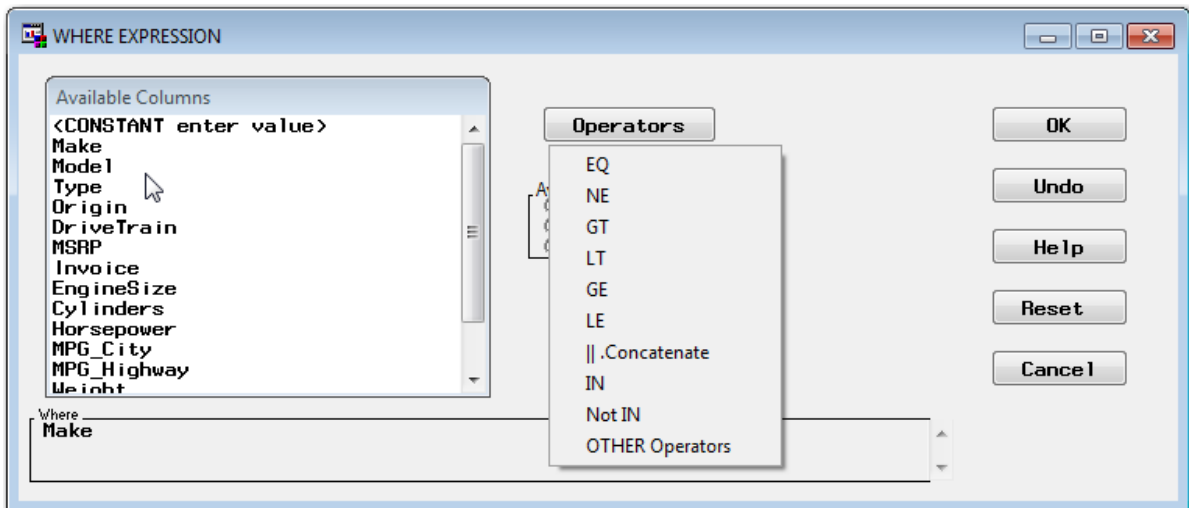 WHERE EXPRESSION
Available Columns
<CONSTANT enter value>
Make
Model
Type
Origin
DriveTrain
MSRP
Invoice
EngineSize
Cylinders
Horsepower
MPG_City
MPG_Highway
Weight
Operators
EQ
NE
GT
LT
GE
LE
|| .Concatenate
IN
Not IN
OTHER Operators
OK
Undo
Help
Reset
Cancel
Where
Make